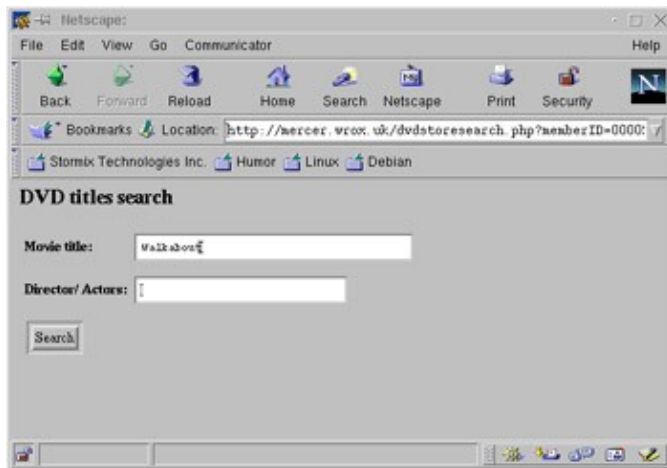 Netscape:
File Edit View Go Communicator Help
Back Forward Reload Home Search Netscape Print Security
N
Bookmarks Location: http://mercer.wrox.uk/dvdstoresearch.php?memberID=0000
Stormix Technologies Inc. Humor Linux Debian
DVD titles search
Movie title: Walkabout
Director/ Actors:
Search